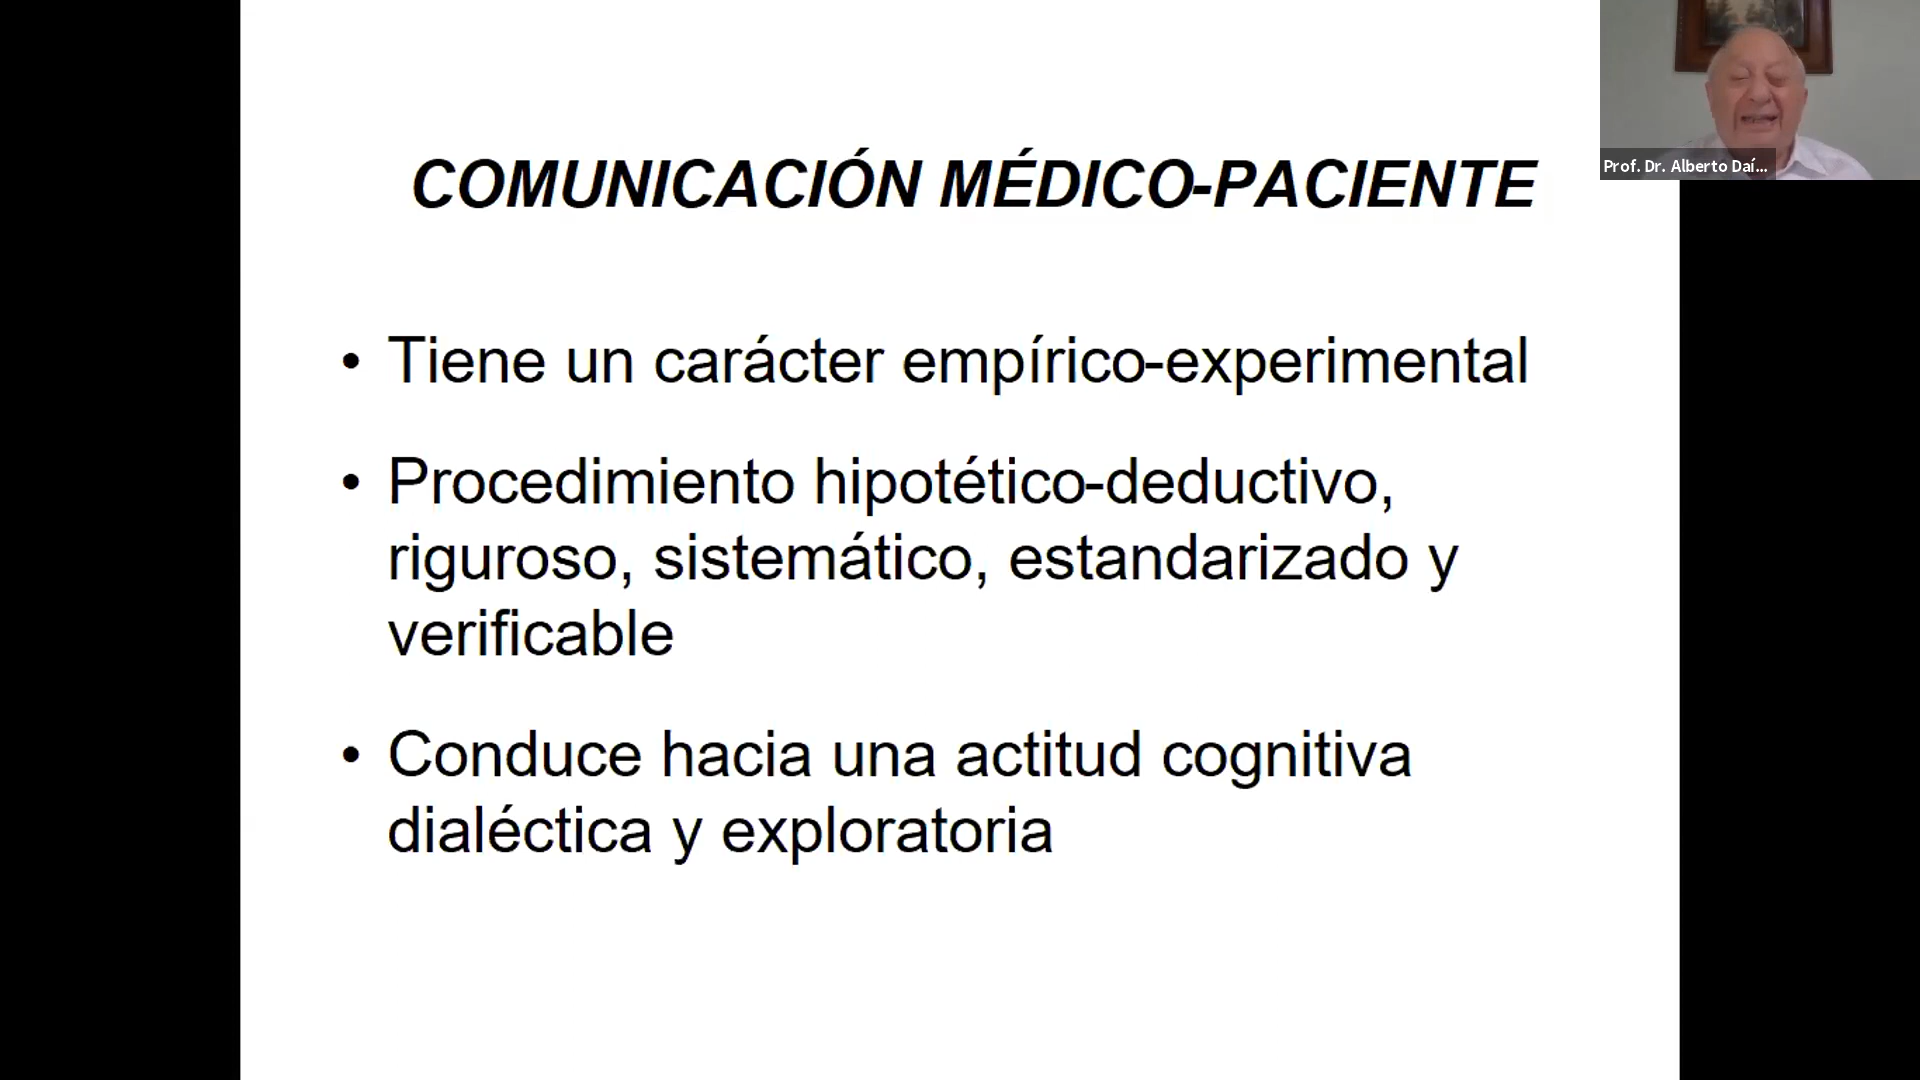 COMUNICACIÓN MÉDICO-PACIENTE
• Tiene un carácter empírico-experimental
• Procedimiento hipotético-deductivo,
riguroso, sistemático, estandarizado y
verificable
• Conduce hacia una actitud cognitiva
dialéctica y exploratoria
Prof. Dr. Alberto Daí...